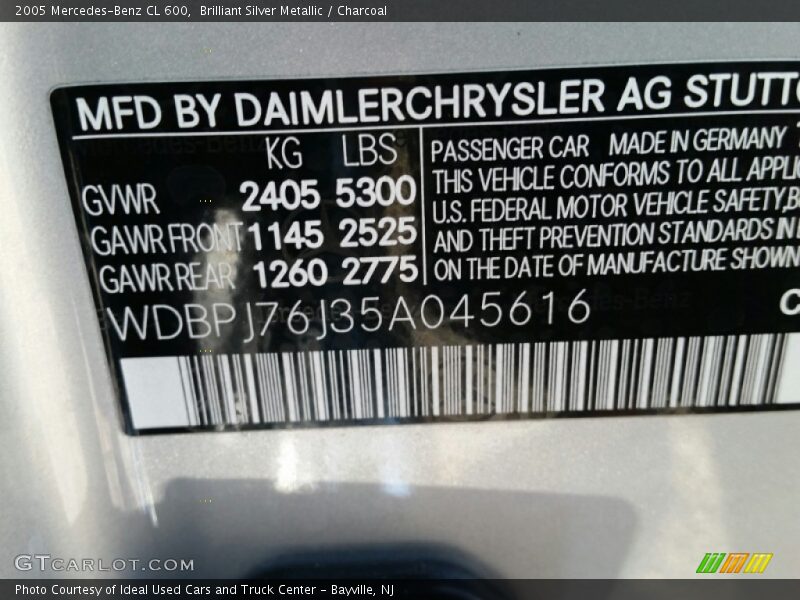 2005 Mercedes-Benz CL 600, Brilliant Silver Metallic / Charcoal
MFD BY DAIMLERCHRYSLER AG STUTT
KG LBS
GVWR 2405 5300
GAWR FRONT 1145 2525
GAWR REAR 1260 2775
PASSENGER CAR MADE IN GERMANY
THIS VEHICLE CONFORMS TO ALL APPLI
U.S. FEDERAL MOTOR VEHICLE SAFETY,B
AND THEFT PREVENTION STANDARDS IN
ON THE DATE OF MANUFACTURE SHOWN
WDBPJ76J35A045616
GTCARLOT.COM
Photo Courtesy of Ideal Used Cars and Truck Center - Bayville, NJ